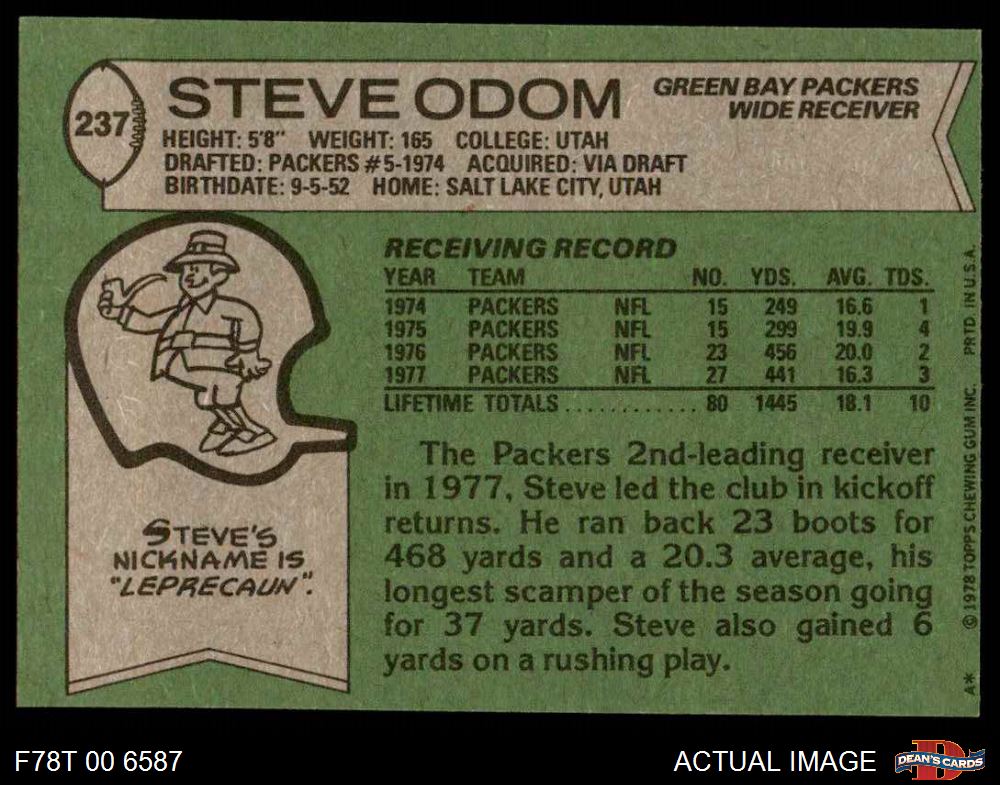 237
STEVE ODOM
GREEN BAY PACKERS
WIDE RECEIVER
HEIGHT: 5'8" WEIGHT: 165 COLLEGE: UTAH
DRAFTED: PACKERS #5-1974 ACQUIRED: VIA DRAFT
BIRTHDATE: 9-5-52 HOME: SALT LAKE CITY, UTAH
RECEIVING RECORD
YEAR TEAM NO. YDS. AVG. TDS.
1974 PACKERS NFL 15 249 16.6 1
1975 PACKERS NFL 15 299 19.9 4
1976 PACKERS NFL 23 456 20.0 2
1977 PACKERS NFL 27 441 16.3 3
LIFETIME TOTALS............. 80 1445 18.1 10
The Packers 2nd-leading receiver
in 1977, Steve led the club in kickoff
returns. He ran back 23 boots for
468 yards and a 20.3 average, his
longest scamper of the season going
for 37 yards. Steve also gained 6
yards on a rushing play.
STEVE'S
NICKNAME IS
"LEPRECAUN".
A* © 1978 TOPPS CHEWING GUM INC. PRTD. IN U.S.A.
F78T 00 6587
ACTUAL IMAGE
D
DEAN'S CARDS